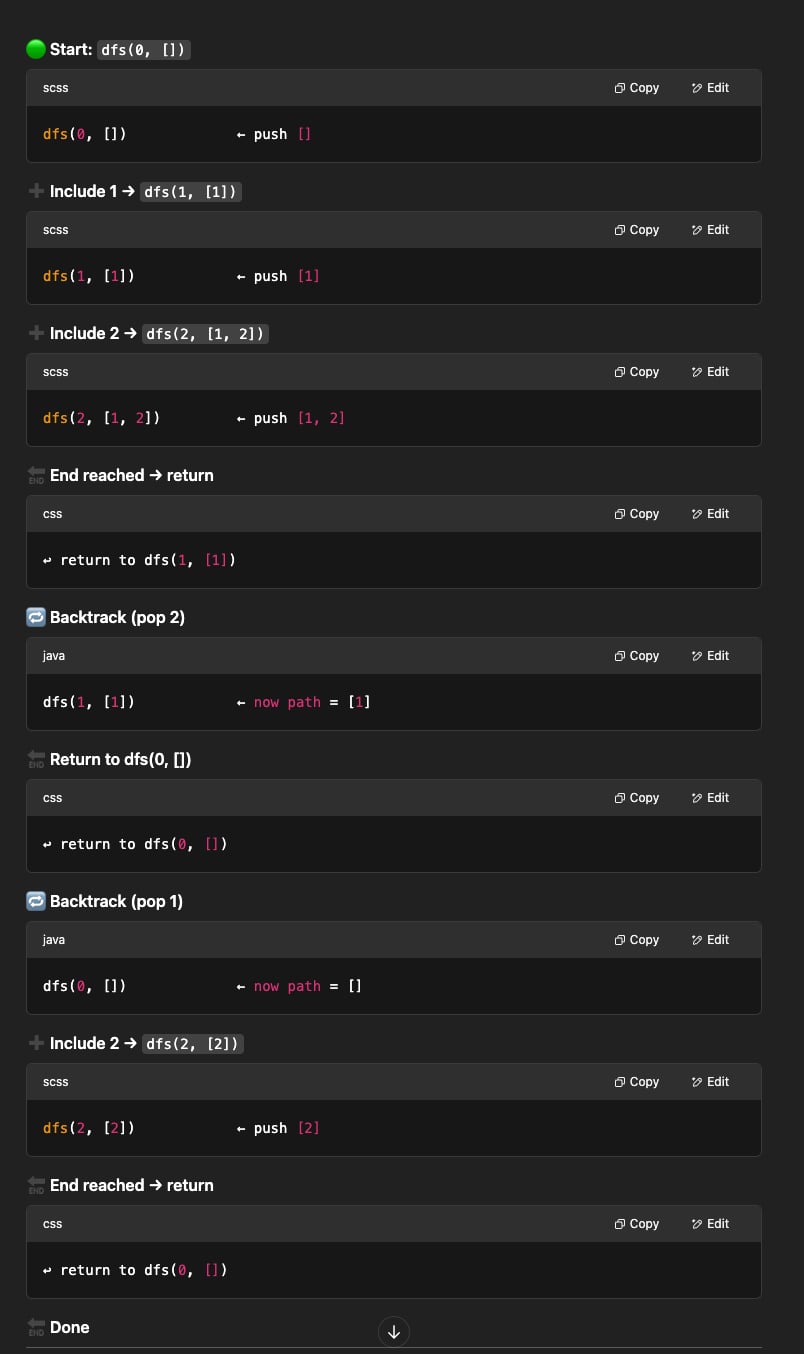 🟢 Start: dfs(0, [])
scss Copy Edit
dfs(0, []) ← push []
➕ Include 1 → dfs(1, [1])
scss Copy Edit
dfs(1, [1]) ← push [1]
➕ Include 2 → dfs(2, [1, 2])
scss Copy Edit
dfs(2, [1, 2]) ← push [1, 2]
🔚 End reached → return
css Copy Edit
↩ return to dfs(1, [1])
🔁 Backtrack (pop 2)
java Copy Edit
dfs(1, [1]) ← now path = [1]
🔚 Return to dfs(0, [])
css Copy Edit
↩ return to dfs(0, [])
🔁 Backtrack (pop 1)
java Copy Edit
dfs(0, []) ← now path = []
➕ Include 2 → dfs(2, [2])
scss Copy Edit
dfs(2, [2]) ← push [2]
🔚 End reached → return
css Copy Edit
↩ return to dfs(0, [])
🔚 Done